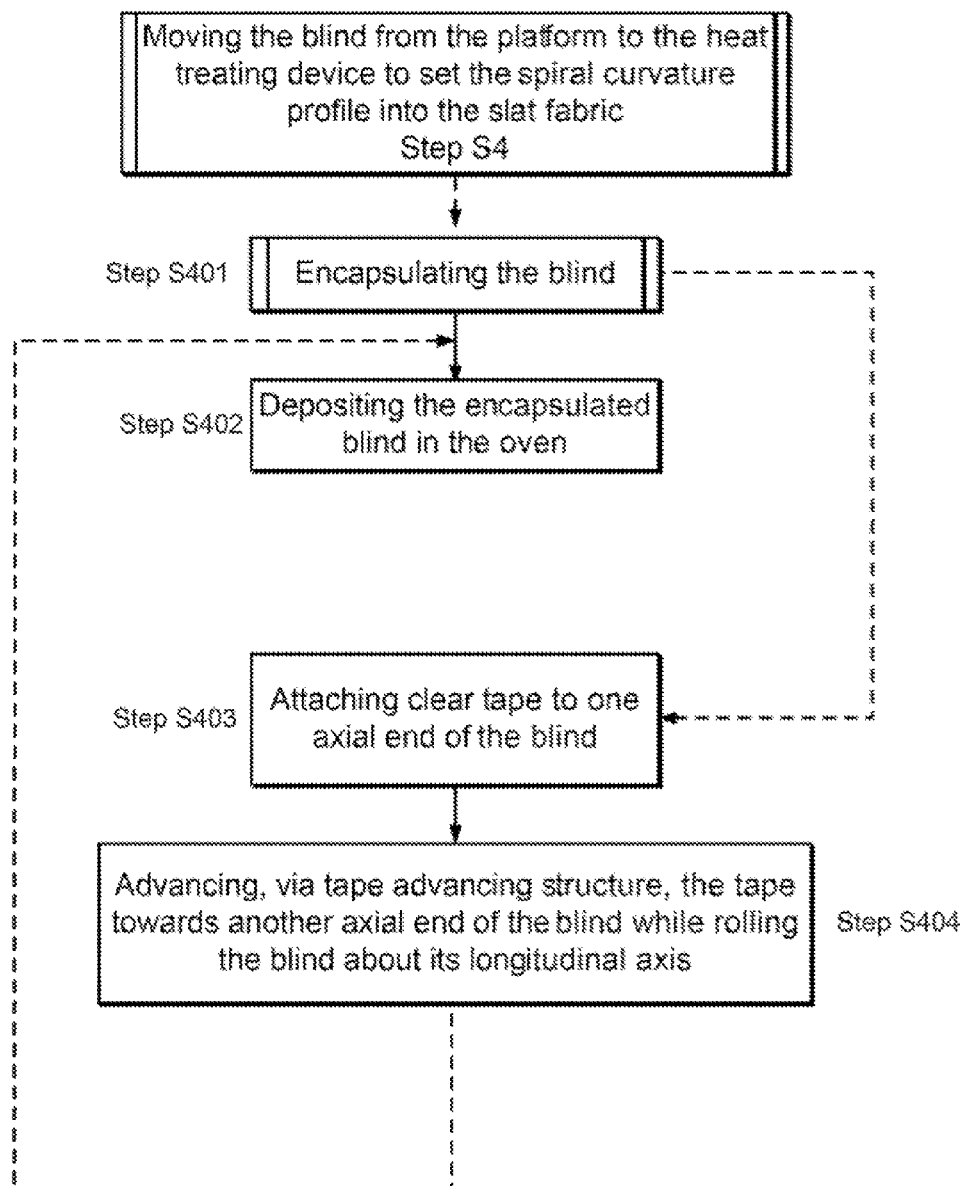 Moving the blind from the platform to the heat
treating device to set the spiral curvature
profile into the slat fabric
Step S4
Step S401
Encapsulating the blind
Step S402
Depositing the encapsulated
blind in the oven
Step S403
Attaching clear tape to one
axial end of the blind
Advancing, via tape advancing structure, the tape
towards another axial end of the blind while rolling
the blind about its longitudinal axis
Step S404